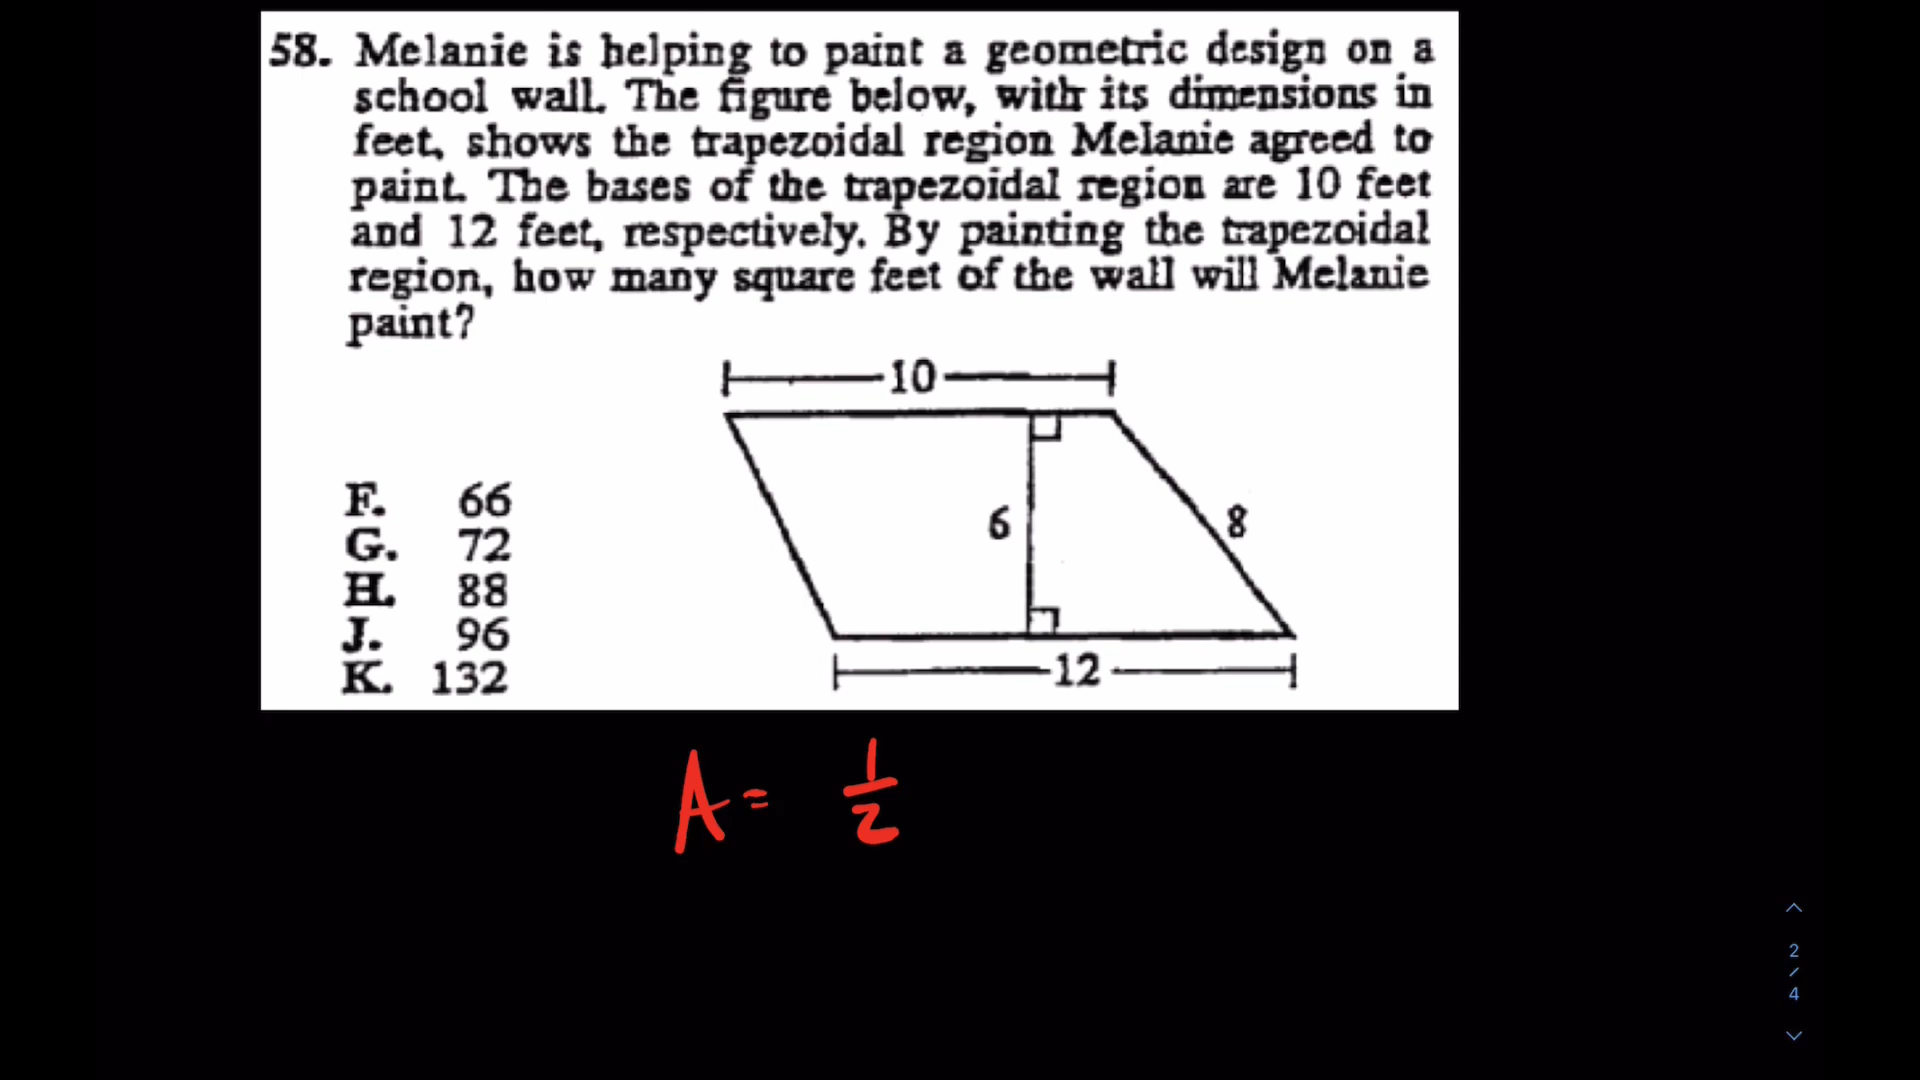 58. Melanie is helping to paint a geometric design on a
school wall. The figure below, with its dimensions in
feet, shows the trapezoidal region Melanie agreed to
paint. The bases of the trapezoidal region are 10 feet
and 12 feet, respectively. By painting the trapezoidal
region, how many square feet of the wall will Melanie
paint?
10
6
8
12
F. 66
G. 72
H. 88
J. 96
K. 132
A = 1/2
2
/
4